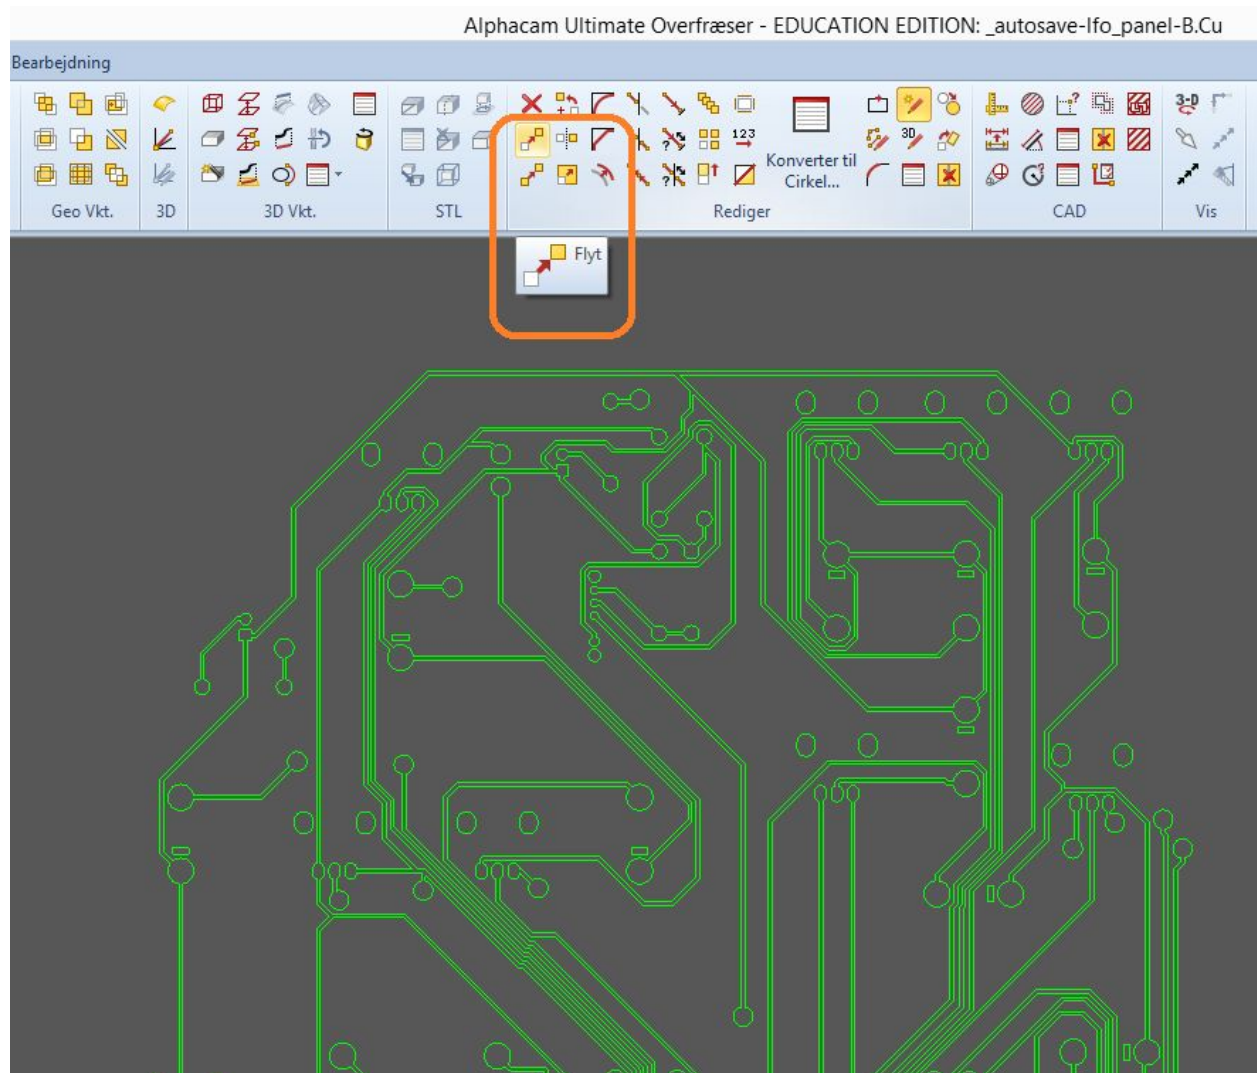 Alphacam Ultimate Overfræser - EDUCATION EDITION: _autosave-lfo_panel-B.Cu
Bearbejdning
123
3D
3-D
Konverter til
Cirkel...
Geo Vkt.
3D
3D Vkt.
STL
Rediger
CAD
Vis
Flyt